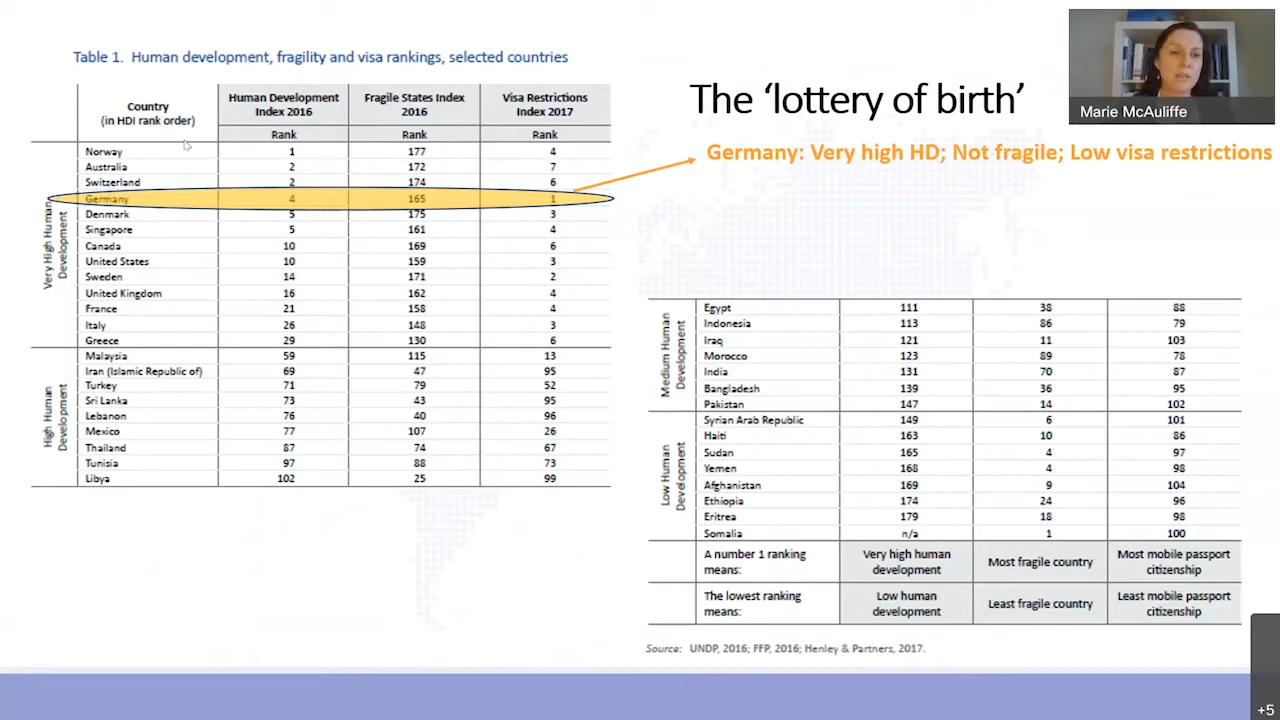 Table 1. Human development, fragility and visa rankings, selected countries
Country
(in HDI rank order)
Human Development
Index 2016
Fragile States Index
2016
Visa Restrictions
Index 2017
Rank Rank Rank
Very High Human
Development
Norway 1 177 4
Australia 2 172 7
Switzerland 2 174 6
Germany 4 165 1
Denmark 5 175 3
Singapore 5 161 4
Canada 10 169 6
United States 10 159 3
Sweden 14 171 2
United Kingdom 16 162 4
France 21 158 4
Italy 26 148 3
Greece 29 130 6
High Human
Development
Malaysia 59 115 13
Iran (Islamic Republic of) 69 47 95
Turkey 71 79 52
Sri Lanka 73 43 95
Lebanon 76 40 96
Mexico 77 107 26
Thailand 87 74 67
Tunisia 97 88 73
Libya 102 25 99
The ‘lottery of birth’
Marie McAuliffe
Germany: Very high HD; Not fragile; Low visa restrictions
Medium Human
Development
Egypt 111 38 88
Indonesia 113 86 79
Iraq 121 11 103
Morocco 123 89 78
India 131 70 87
Bangladesh 139 36 95
Pakistan 147 14 102
Low Human
Development
Syrian Arab Republic 149 6 101
Haiti 163 10 86
Sudan 165 4 97
Yemen 168 4 98
Afghanistan 169 9 104
Ethiopia 174 24 96
Eritrea 179 18 98
Somalia n/a 1 100
A number 1 ranking
means:
Very high human
development
Most fragile country
Most mobile passport
citizenship
The lowest ranking
means:
Low human
development
Least fragile country
Least mobile passport
citizenship
Source: UNDP, 2016; FFP, 2016; Henley & Partners, 2017.
+5